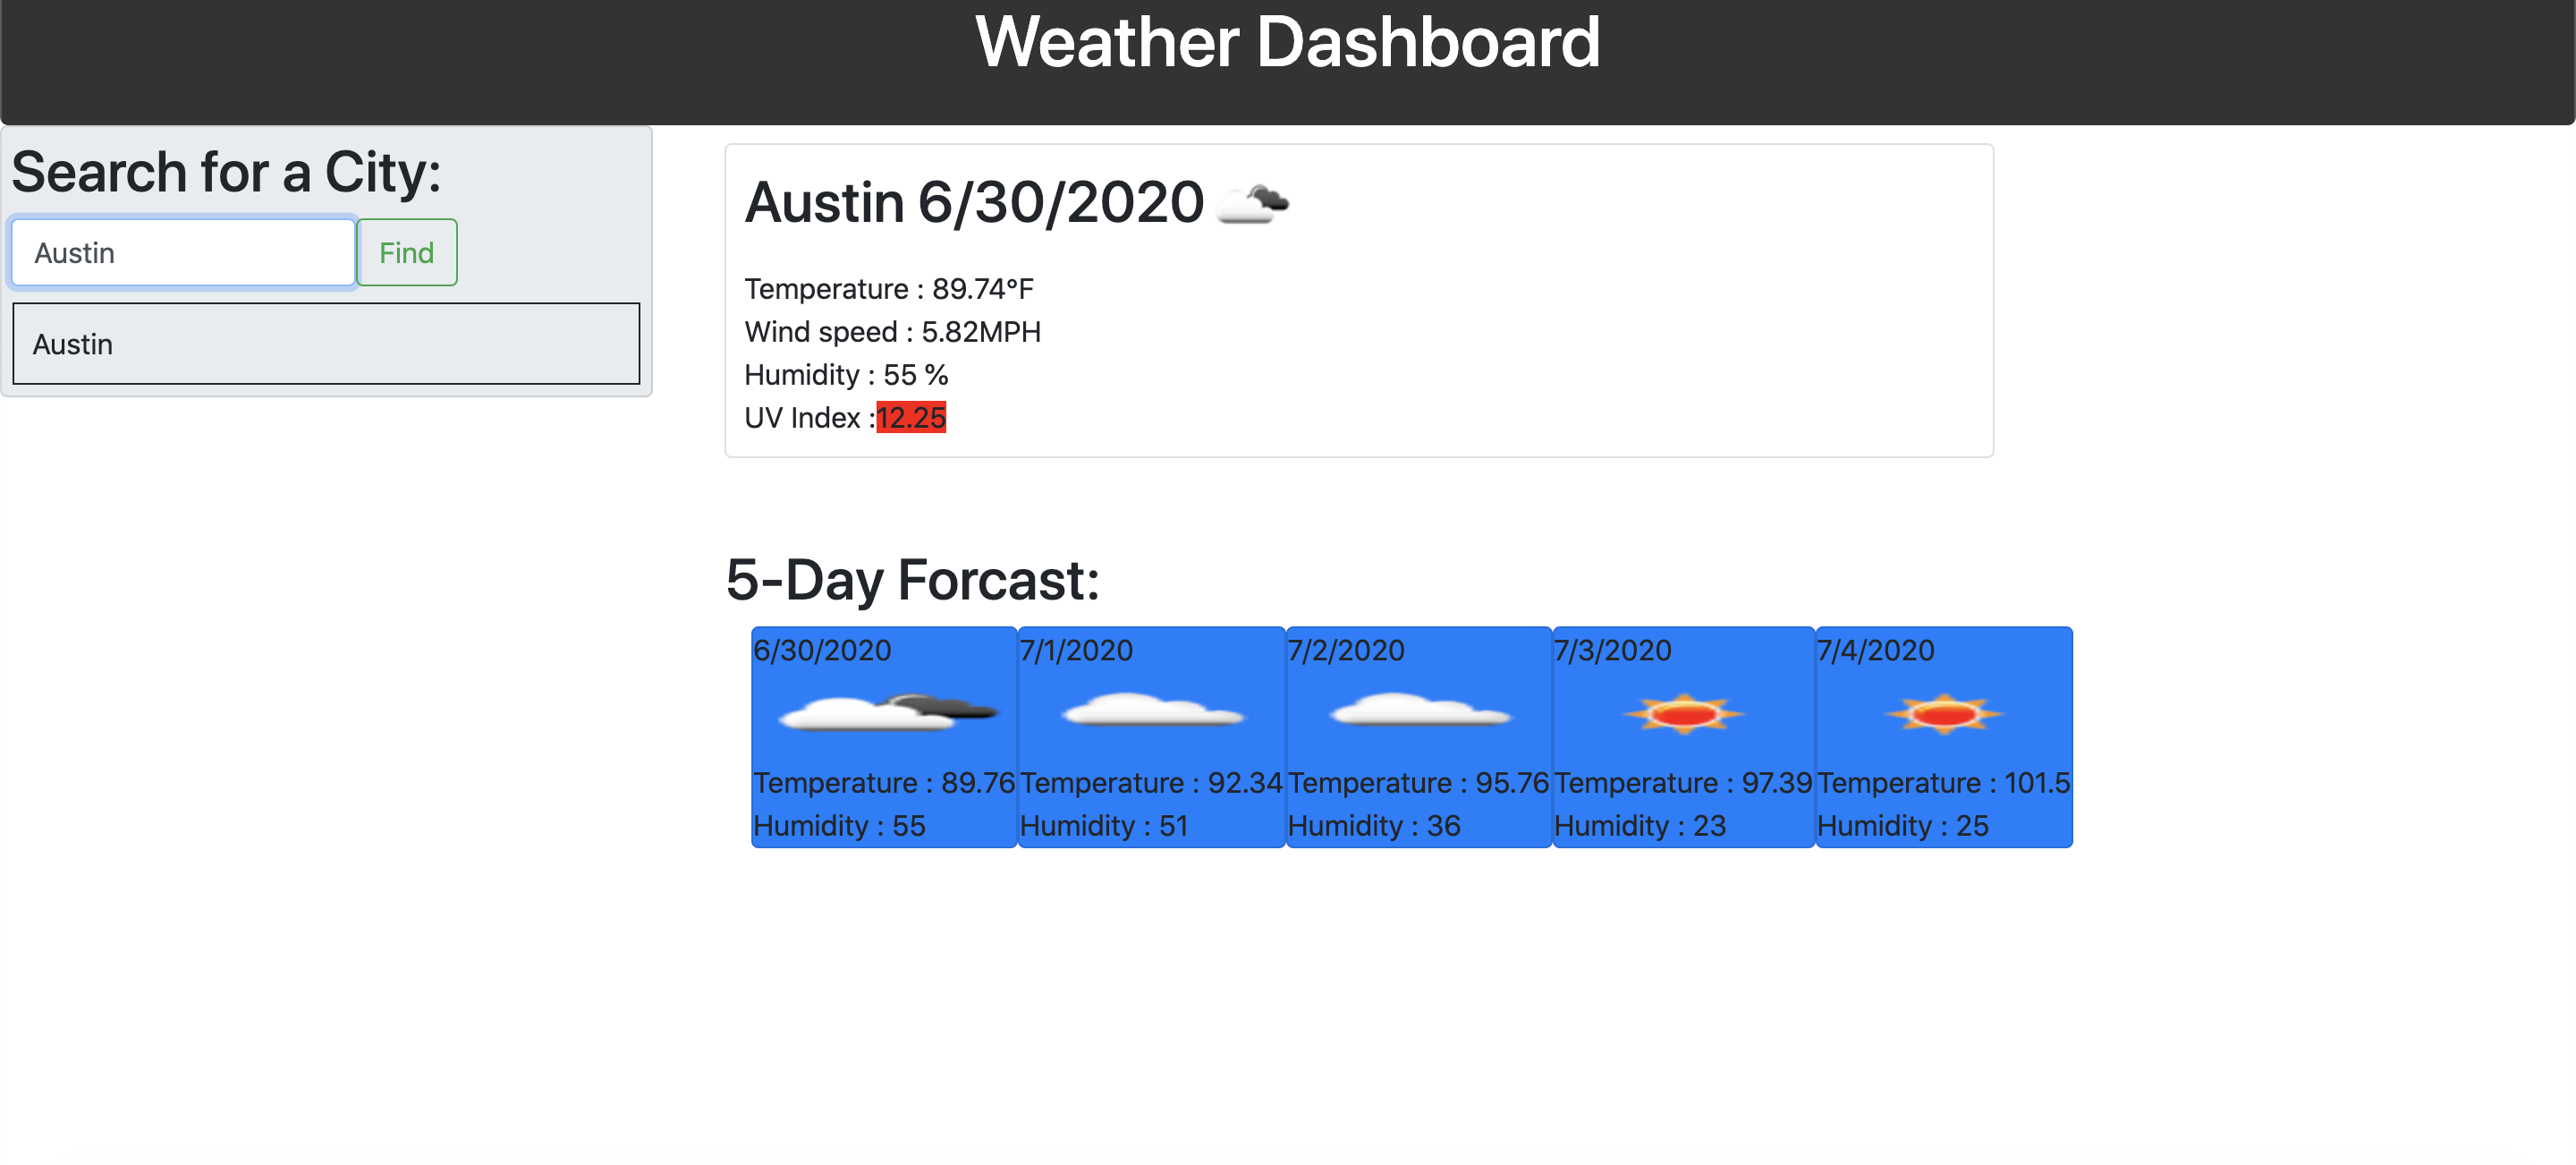 Weather Dashboard
Search for a City:
Austin
Find
Austin
Austin 6/30/2020
Temperature : 89.74°F
Wind speed : 5.82MPH
Humidity : 55 %
UV Index :12.25
5-Day Forcast:
6/30/2020
Temperature : 89.76
Humidity : 55
7/1/2020
Temperature : 92.34
Humidity : 51
7/2/2020
Temperature : 95.76
Humidity : 36
7/3/2020
Temperature : 97.39
Humidity : 23
7/4/2020
Temperature : 101.5
Humidity : 25